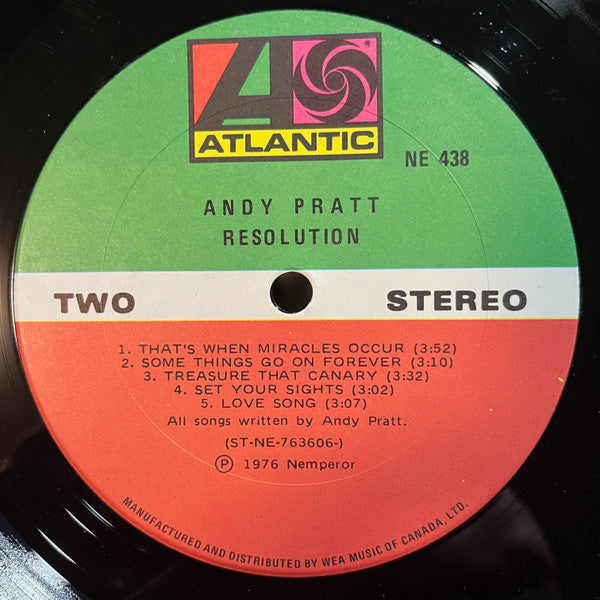 ATLANTIC
®
NE 438
ANDY PRATT
RESOLUTION
TWO
STEREO
1. THAT'S WHEN MIRACLES OCCUR (3:52)
2. SOME THINGS GO ON FOREVER (3:10)
3. TREASURE THAT CANARY (3:32)
4. SET YOUR SIGHTS (3:02)
5. LOVE SONG (3:07)
All songs written by Andy Pratt.
(ST-NE-763606-)
Ⓟ 1976 Nemperor
MANUFACTURED AND DISTRIBUTED BY WEA MUSIC OF CANADA, LTD.